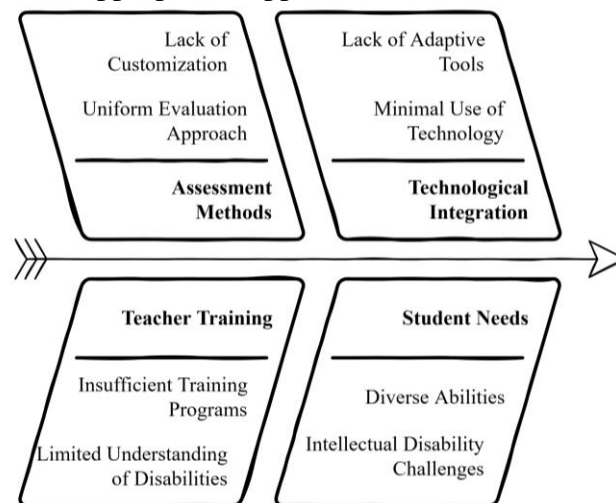 Lack of
Customization
Uniform Evaluation
Approach
Assessment
Methods
Lack of Adaptive
Tools
Minimal Use of
Technology
Technological
Integration
Teacher Training
Insufficient Training
Programs
Limited Understanding
of Disabilities
Student Needs
Diverse Abilities
Intellectual Disability
Challenges